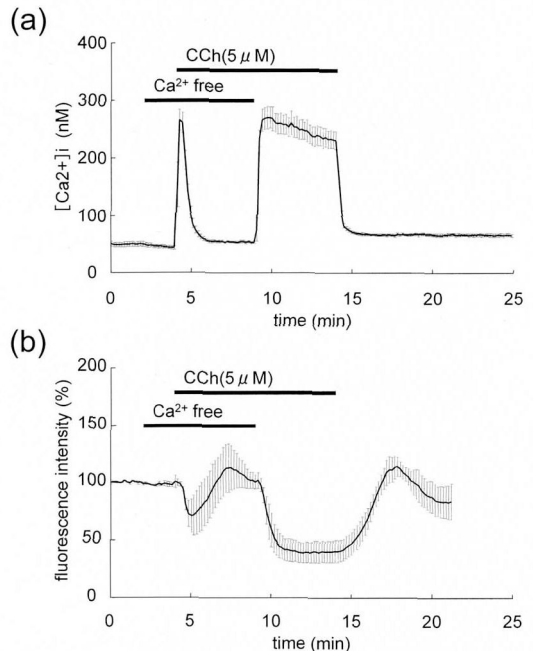 (a)
400
CCh(5 μM)
300
Ca²⁺ free
200
100
0
[Ca2+]i (nM)
0 5 10 15 20 25
time (min)
(b)
200
CCh(5 μM)
150
Ca²⁺ free
100
50
0
fluorescence intensity (%)
0 5 10 15 20 25
time (min)